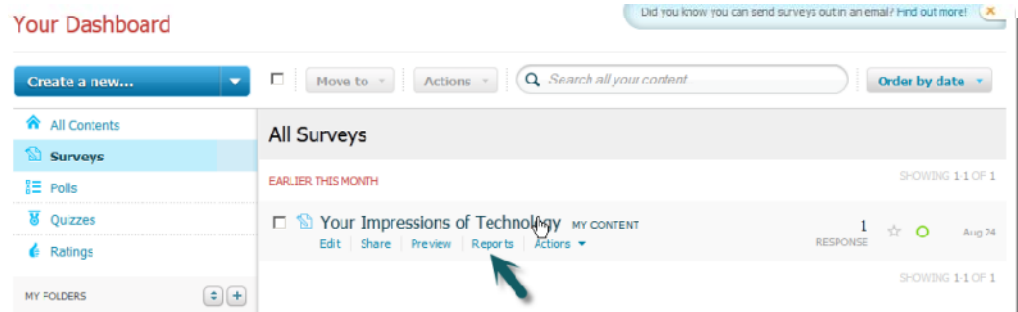 Did you know you can send surveys out in an email? Find out more!
Your Dashboard
Create a new...
Move to
Actions
Search all your content
Order by date
All Contents
Surveys
Polls
Quizzes
Ratings
MY FOLDERS
All Surveys
EARLIER THIS MONTH
SHOWING 1-1 OF 1
Your Impressions of Technology MY CONTENT
Edit Share Preview Reports Actions
1
RESPONSE
Aug 24
SHOWING 1-1 OF 1